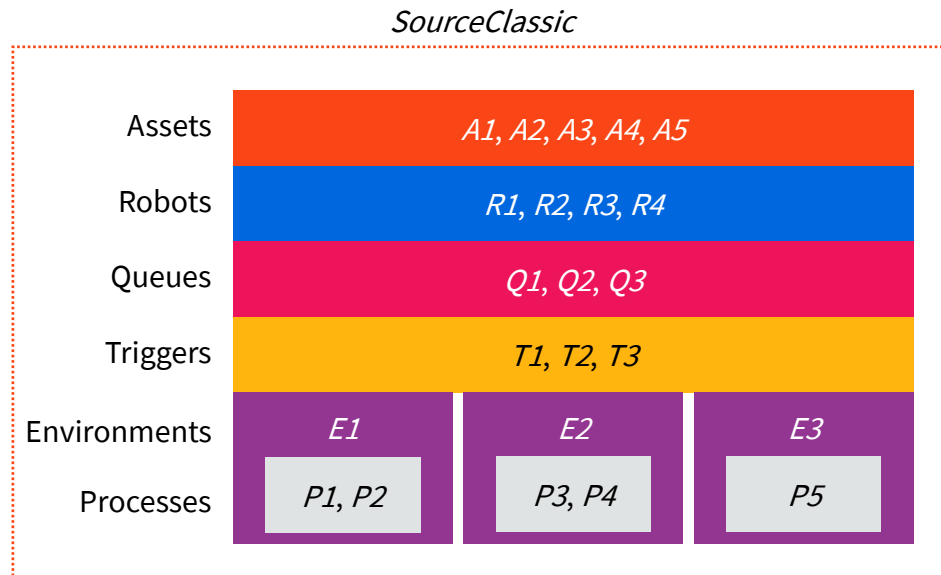 SourceClassic
Assets A1, A2, A3, A4, A5
Robots R1, R2, R3, R4
Queues Q1, Q2, Q3
Triggers T1, T2, T3
Environments E1 E2 E3
Processes P1, P2 P3, P4 P5